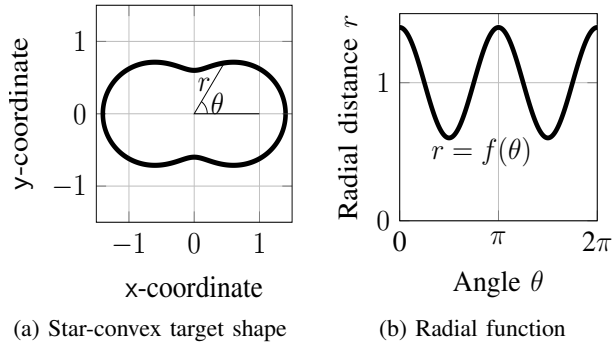 y-coordinate
1
0
−1
r
θ
−1
0
1
x-coordinate
(a) Star-convex target shape
Radial distance r
1
0
r = f(θ)
0
π
2π
Angle θ
(b) Radial function